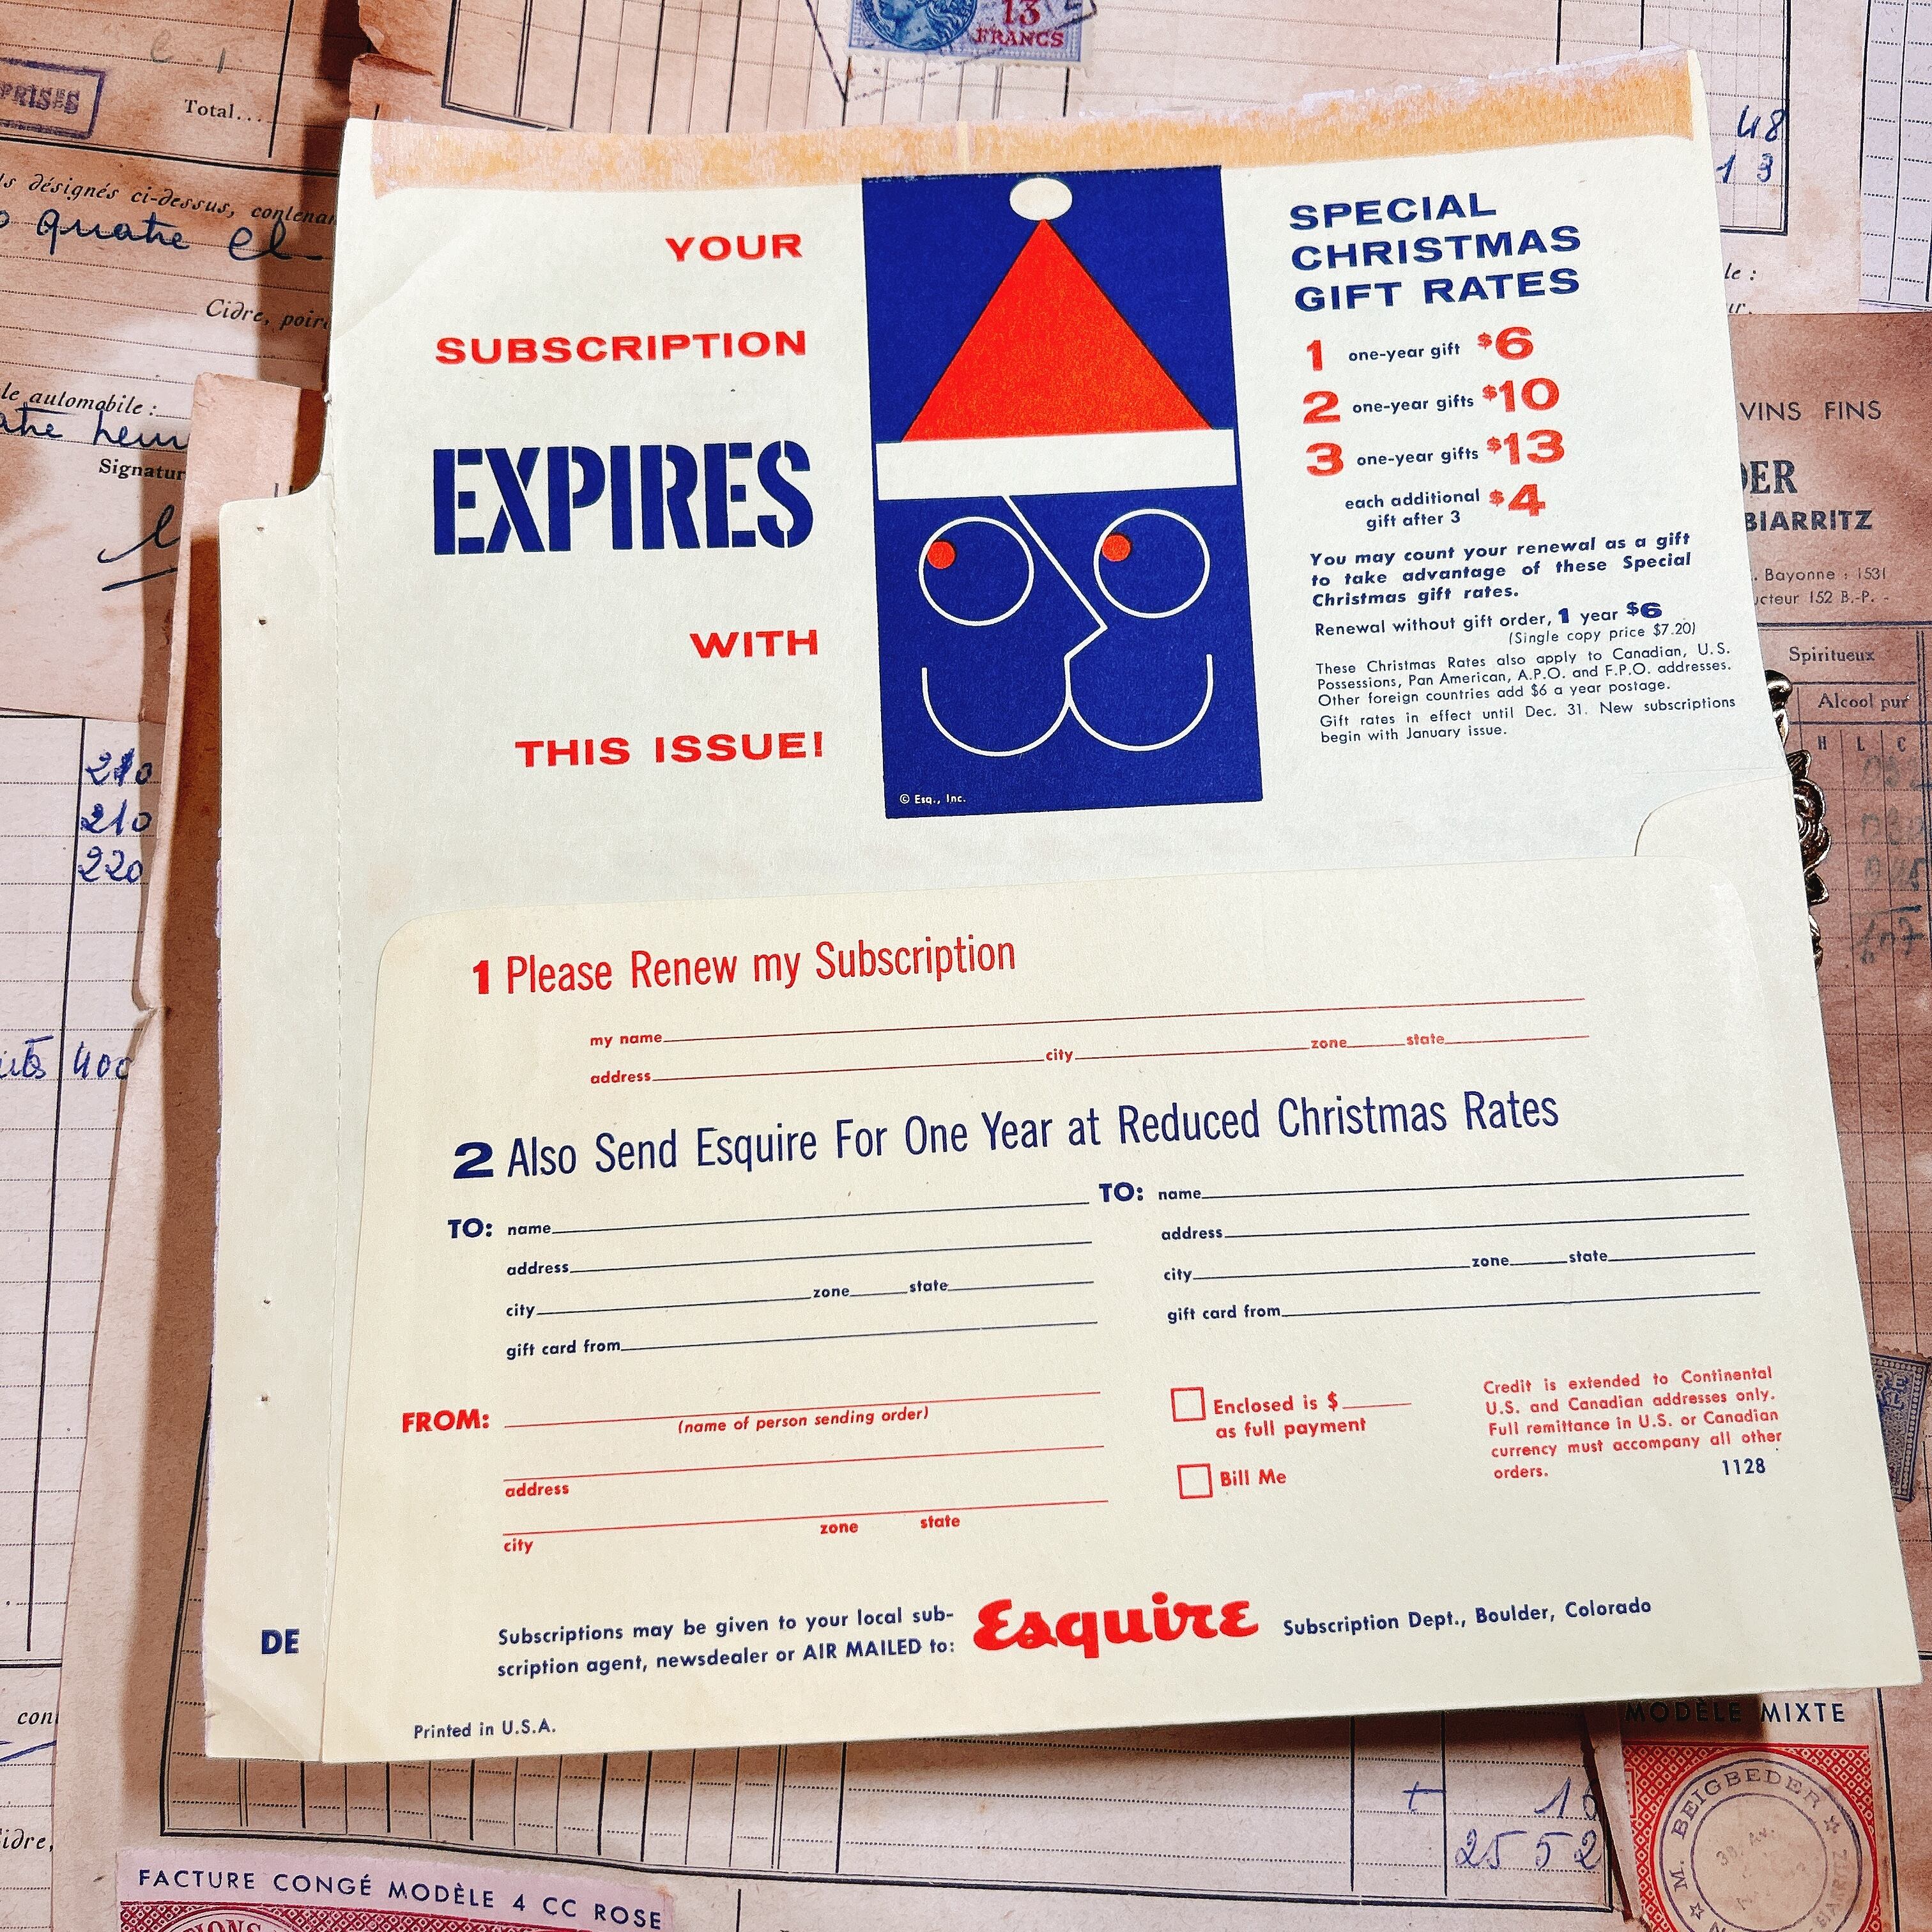 13
FRANCS
PRISES
Total....
48
13
désignés ci-dessus, contenan
quatre et
Cidre, poiré
le automobile :
Signatur
YOUR
SUBSCRIPTION
EXPIRES
WITH
THIS ISSUE!
© Esq., Inc.
SPECIAL
CHRISTMAS
GIFT RATES
1 one-year gift $6
2 one-year gifts $10
3 one-year gifts $13
each additional $4
gift after 3
You may count your renewal as a gift
to take advantage of these Special
Christmas gift rates.
Renewal without gift order, 1 year $6
(Single copy price $7.20)
These Christmas Rates also apply to Canadian, U.S.
Possessions, Pan American, A.P.O. and F.P.O. addresses.
Other foreign countries add $6 a year postage.
Gift rates in effect until Dec. 31. New subscriptions
begin with January issue.
VINS FINS
DER
BIARRITZ
Bayonne : 1531
ucteur 152 B.-P. -
Spiritueux
Alcool pur
H L C
210
210
220
400
1 Please Renew my Subscription
my name
address city zone state
2 Also Send Esquire For One Year at Reduced Christmas Rates
TO: name
address
city zone state
gift card from
TO: name
address
city zone state
gift card from
FROM:
(name of person sending order)
address
city zone state
Enclosed is $
as full payment
Bill Me
Credit is extended to Continental
U.S. and Canadian addresses only.
Full remittance in U.S. or Canadian
currency must accompany all other
orders.
1128
Subscriptions may be given to your local sub-
scription agent, newsdealer or AIR MAILED to:
Esquire
Subscription Dept., Boulder, Colorado
DE
Printed in U.S.A.
MODÈLE MIXTE
M. BEIGBEDER
2552
FACTURE CONGÉ MODÈLE 4 CC ROSE